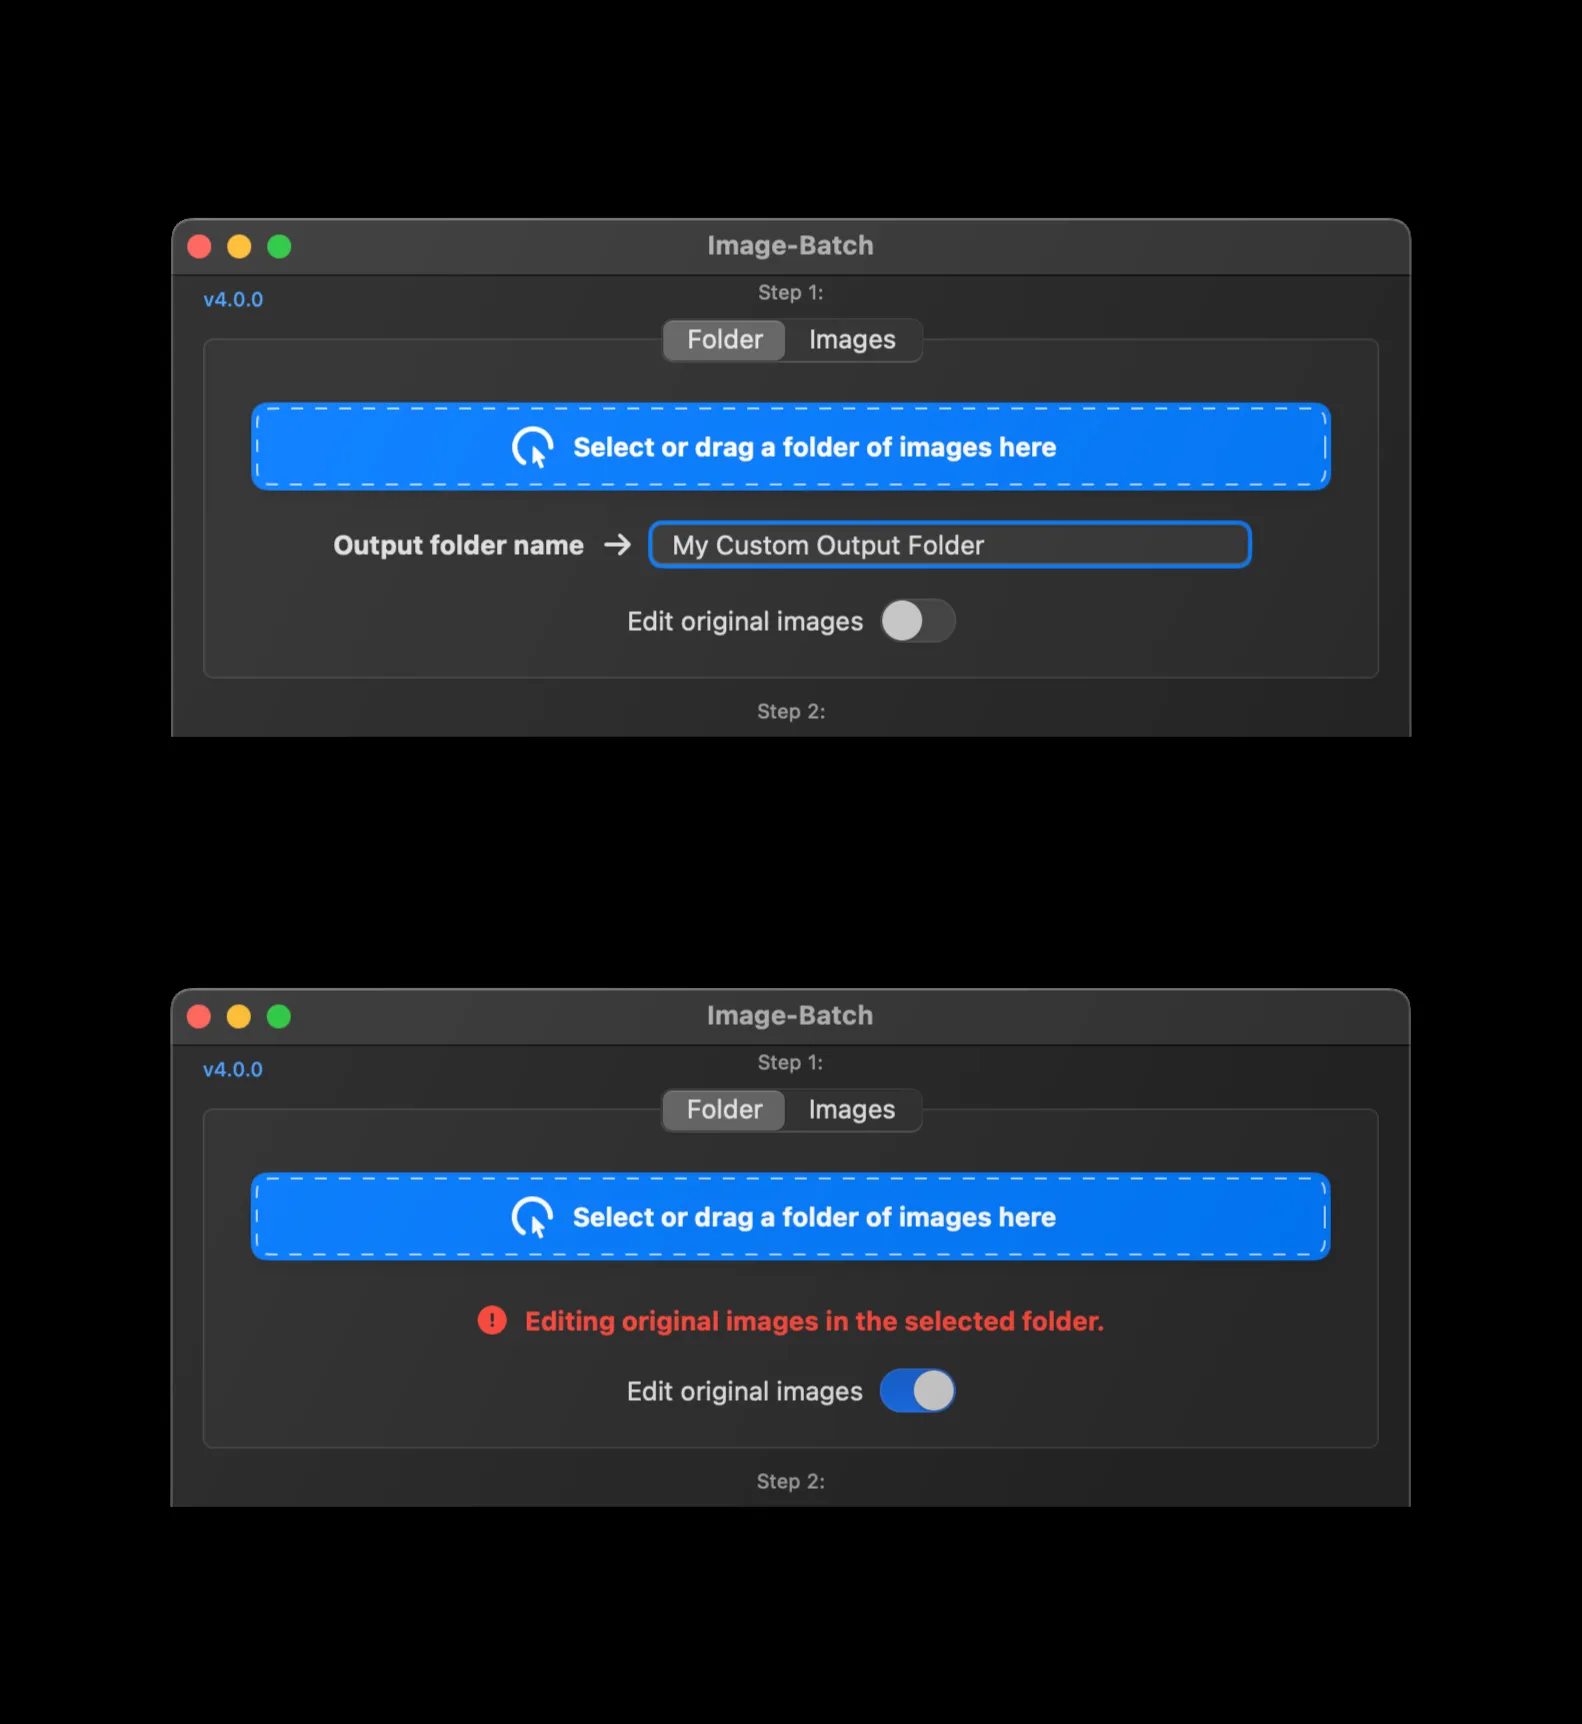 Image-Batch
v4.0.0
Step 1:
Folder Images
Select or drag a folder of images here
Output folder name → My Custom Output Folder
Edit original images
Step 2:
Image-Batch
v4.0.0
Step 1:
Folder Images
Select or drag a folder of images here
! Editing original images in the selected folder.
Edit original images
Step 2: